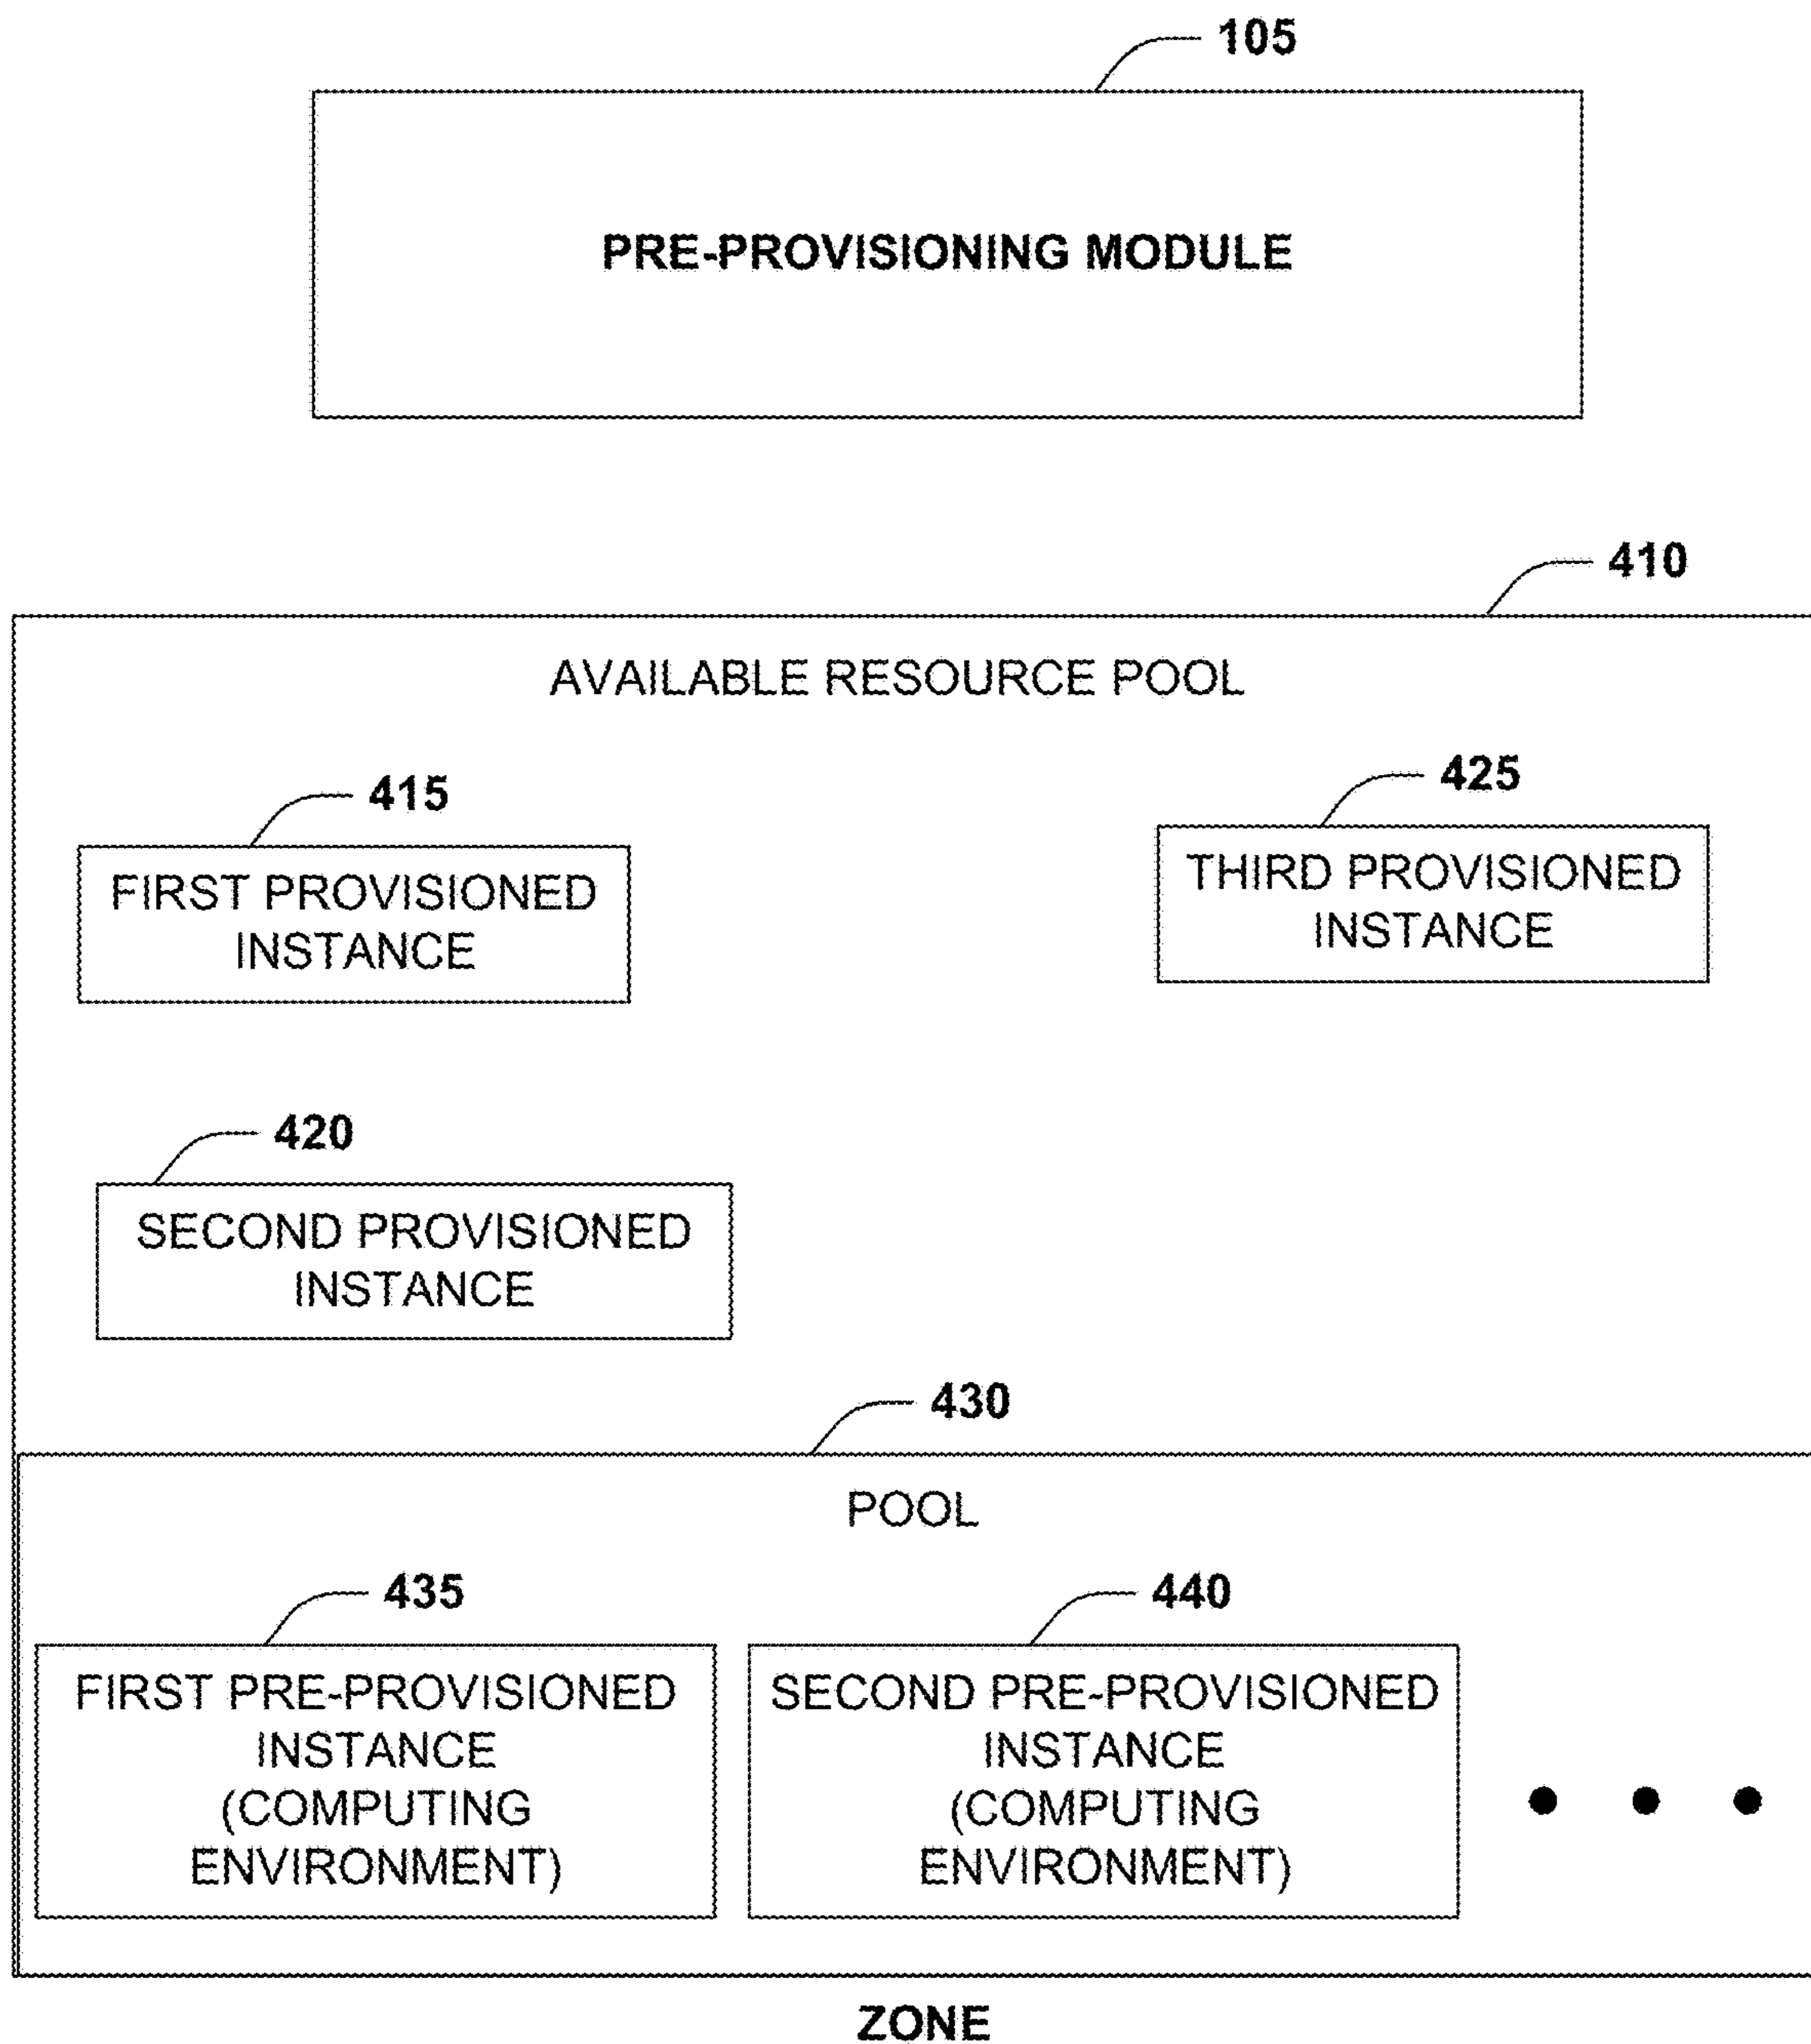 105
PRE-PROVISIONING MODULE
410
AVAILABLE RESOURCE POOL
415
FIRST PROVISIONED
INSTANCE
425
THIRD PROVISIONED
INSTANCE
420
SECOND PROVISIONED
INSTANCE
430
POOL
435
FIRST PRE-PROVISIONED
INSTANCE
(COMPUTING
ENVIRONMENT)
440
SECOND PRE-PROVISIONED
INSTANCE
(COMPUTING
ENVIRONMENT)
ZONE